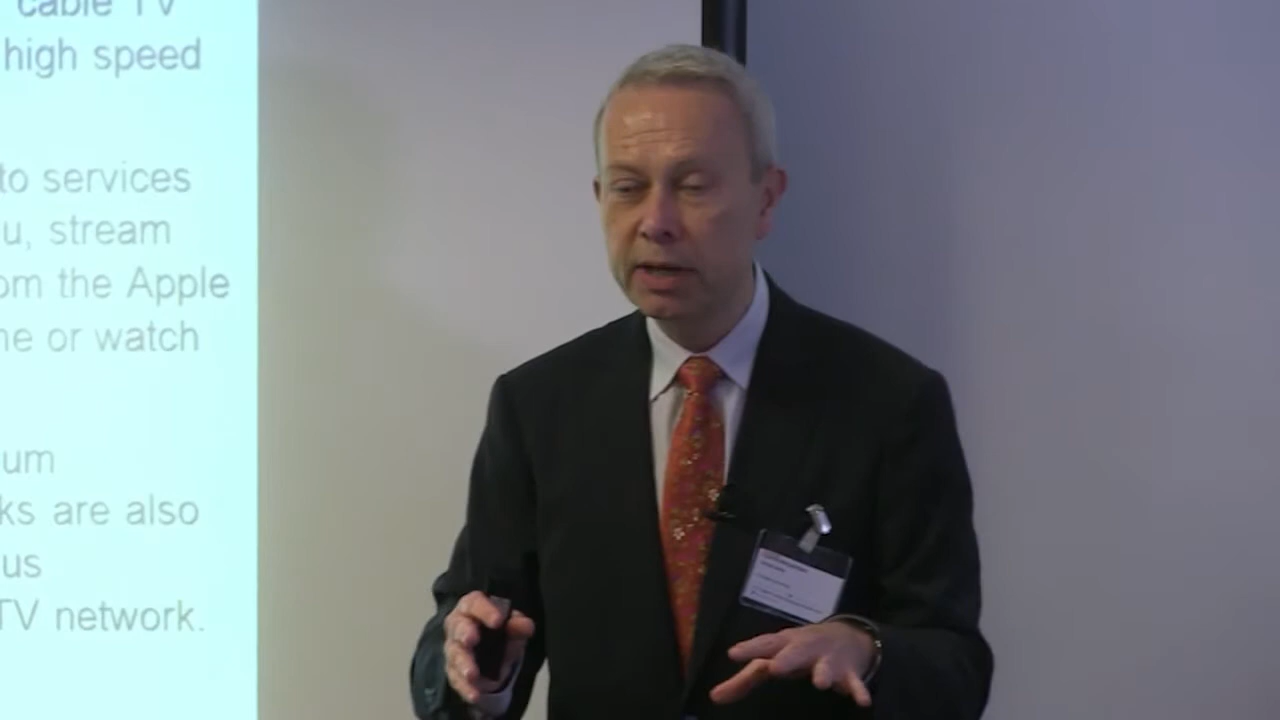 cable TV
high speed
to services
u, stream
om the Apple
ne or watch
um
ks are also
us
TV network.